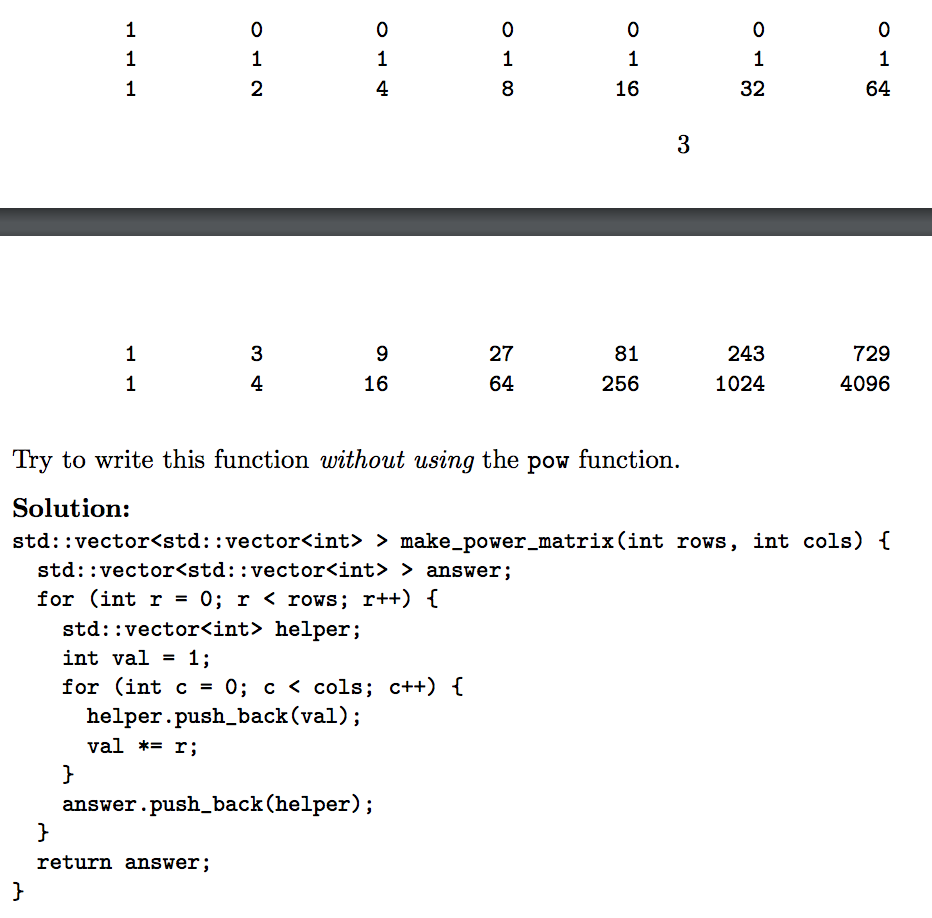 1 0 0 0 0 0 0
1 1 1 1 1 1 1
1 2 4 8 16 32 64
3
1 3 9 27 81 243 729
1 4 16 64 256 1024 4096
Try to write this function without using the pow function.
Solution:
std::vector<std::vector<int> > make_power_matrix(int rows, int cols) {
  std::vector<std::vector<int> > answer;
  for (int r = 0; r < rows; r++) {
    std::vector<int> helper;
    int val = 1;
    for (int c = 0; c < cols; c++) {
      helper.push_back(val);
      val *= r;
    }
    answer.push_back(helper);
  }
  return answer;
}